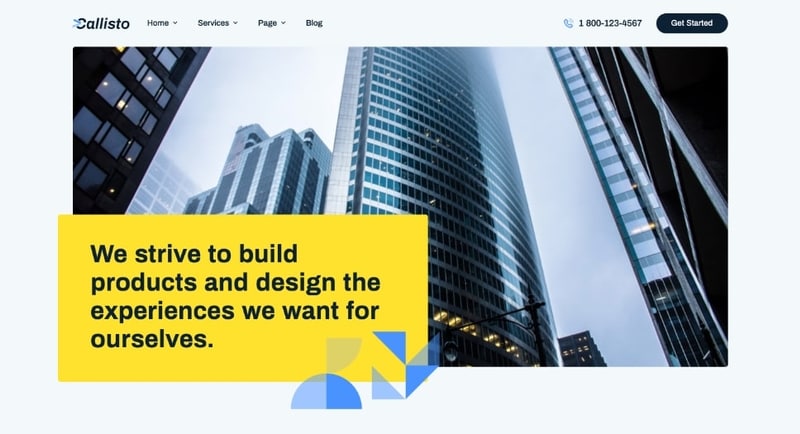 Callisto
Home
Services
Page
Blog
1 800-123-4567
Get Started
We strive to build
products and design the
experiences we want for
ourselves.